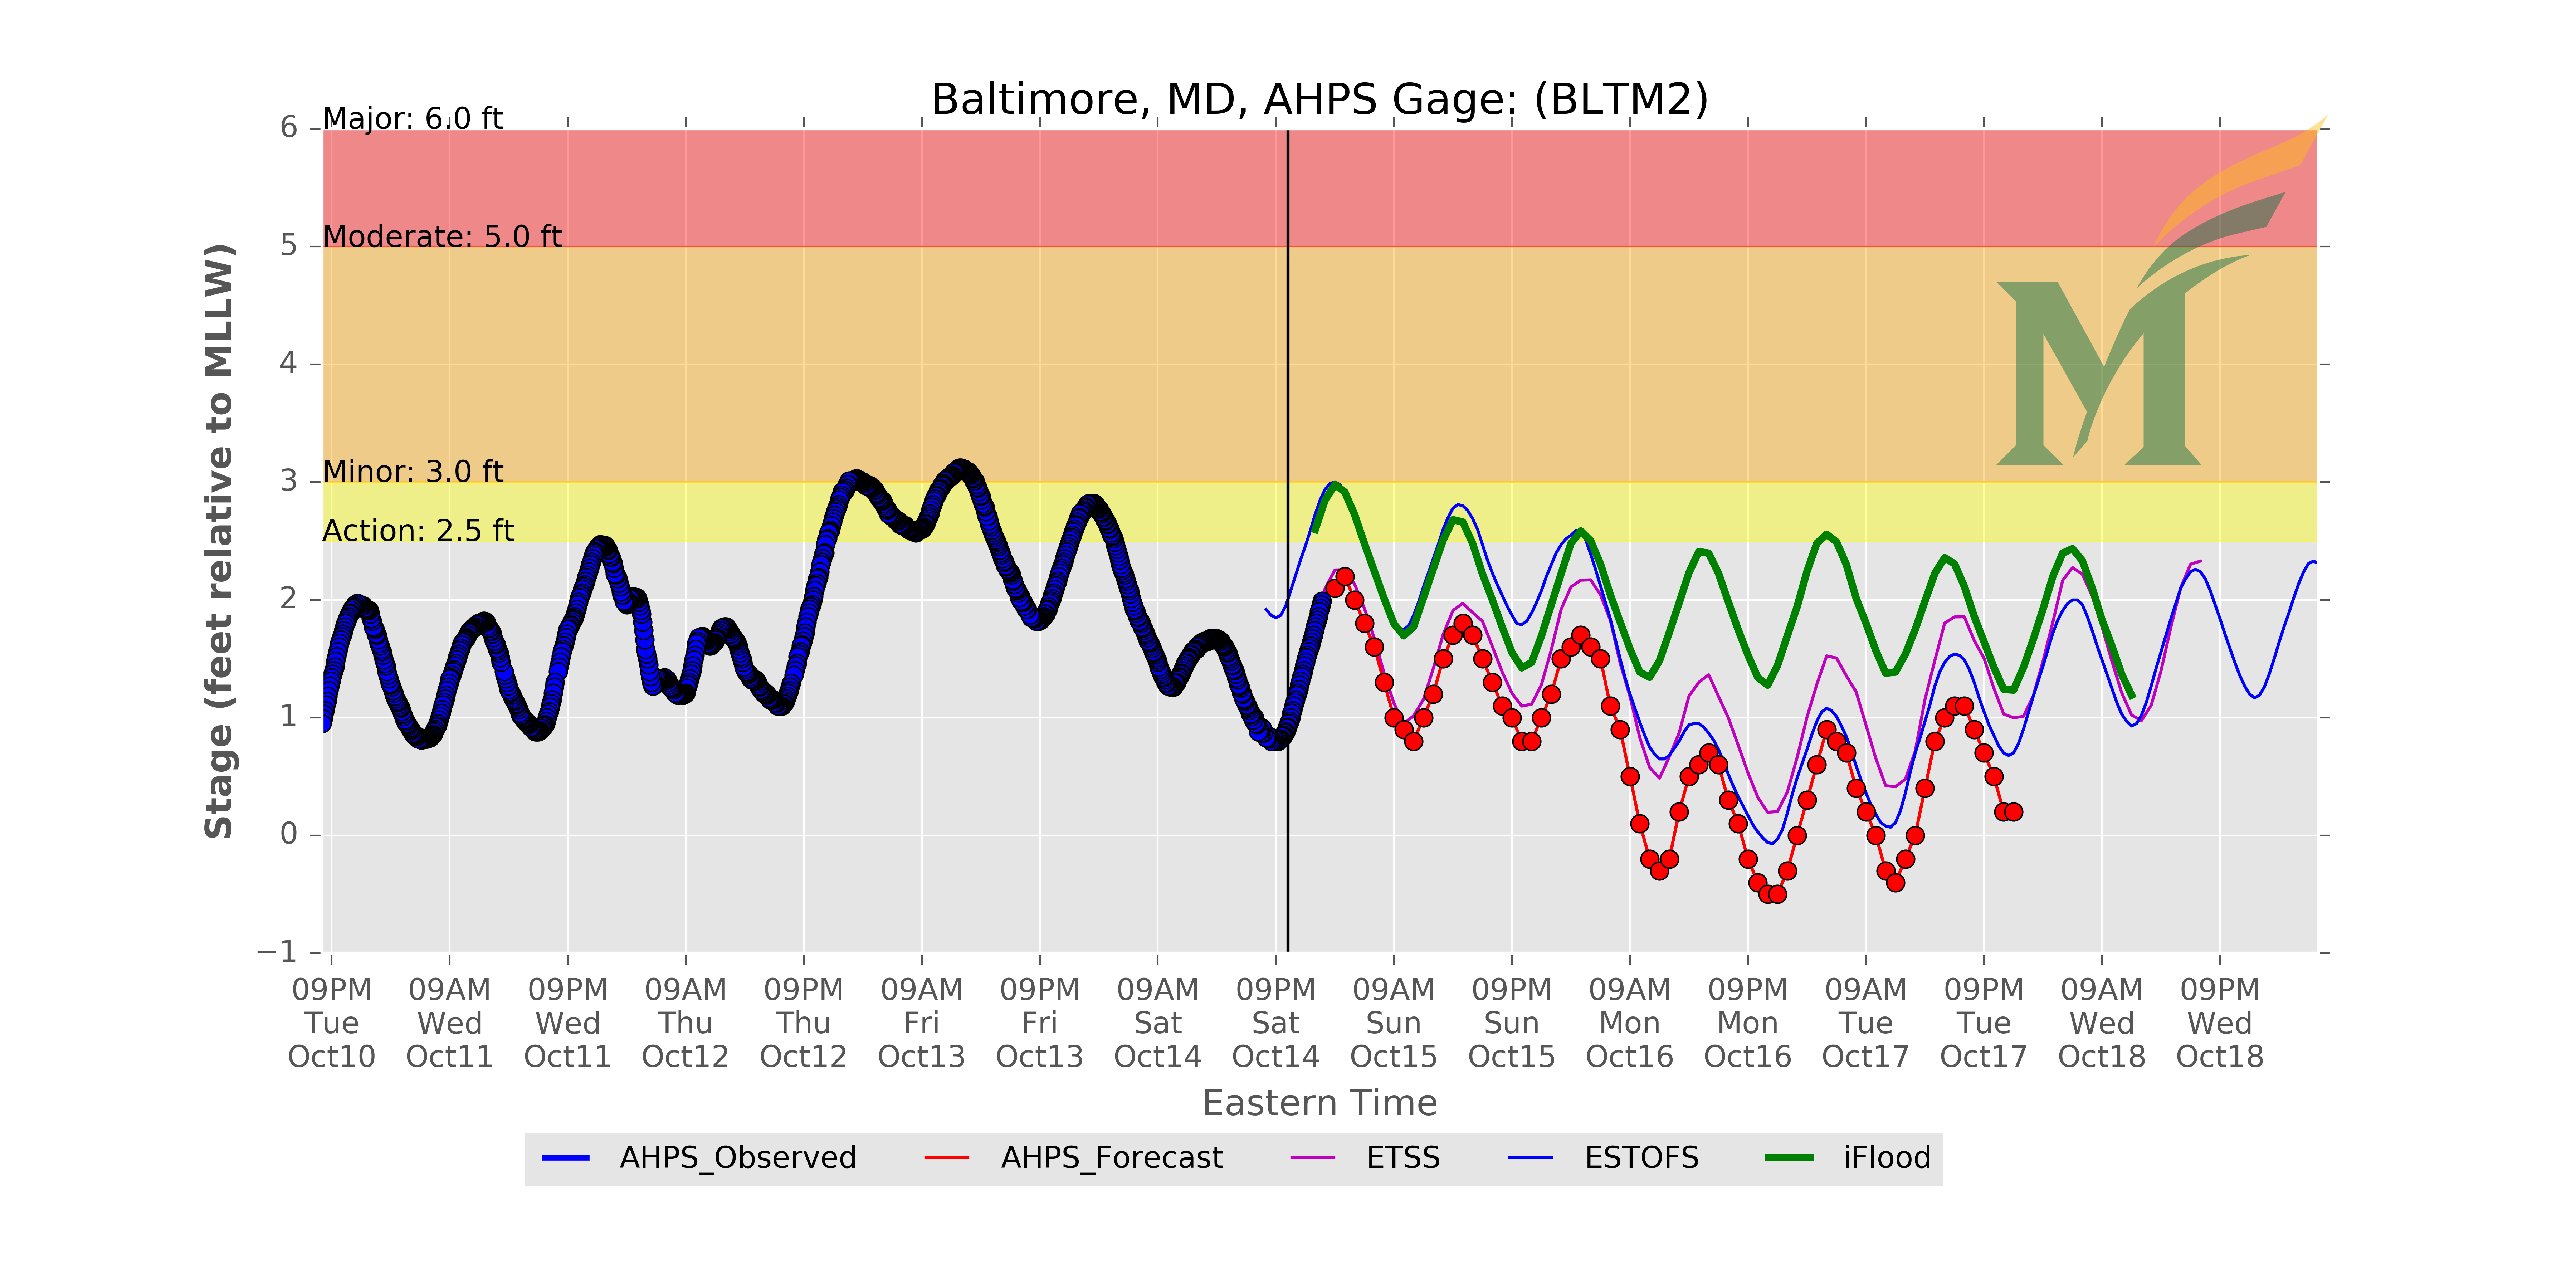 Baltimore, MD, AHPS Gage: (BLTM2)
Major: 6.0 ft
Moderate: 5.0 ft
Minor: 3.0 ft
Action: 2.5 ft
Stage (feet relative to MLLW)
6
5
4
3
2
1
0
−1
09PM 09AM 09PM 09AM 09PM 09AM 09PM 09AM 09PM 09AM 09PM 09AM 09PM 09AM 09PM 09AM 09PM
Tue Wed Wed Thu Thu Fri Fri Sat Sat Sun Sun Mon Mon Tue Tue Wed Wed
Oct10 Oct11 Oct11 Oct12 Oct12 Oct13 Oct13 Oct14 Oct14 Oct15 Oct15 Oct16 Oct16 Oct17 Oct17 Oct18 Oct18
Eastern Time
AHPS_Observed AHPS_Forecast ETSS ESTOFS iFlood
M